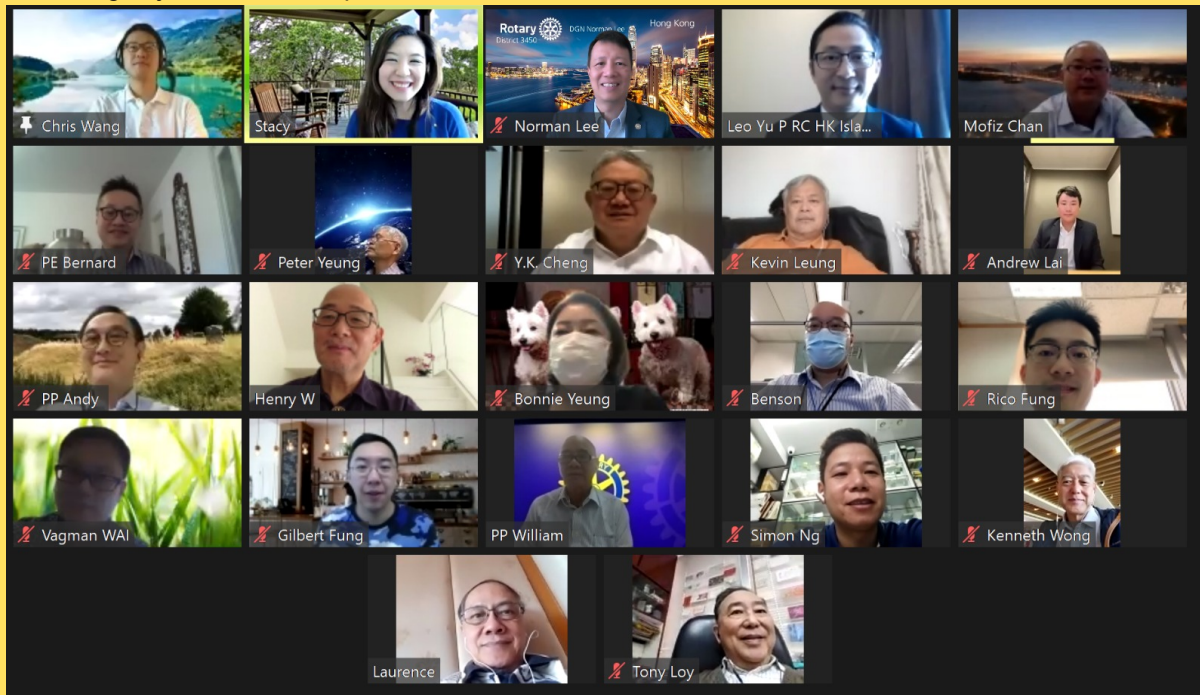 Chris Wang
Stacy
Rotary
District 3450
DGN Norman Lee
Hong Kong
Norman Lee
Leo Yu P RC HK Isla...
Mofiz Chan
PE Bernard
Peter Yeung
Y.K. Cheng
Kevin Leung
Andrew Lai
PP Andy
Henry W
Bonnie Yeung
Benson
Rico Fung
Vagman WAI
Gilbert Fung
PP William
Simon Ng
Kenneth Wong
Laurence
Tony Loy